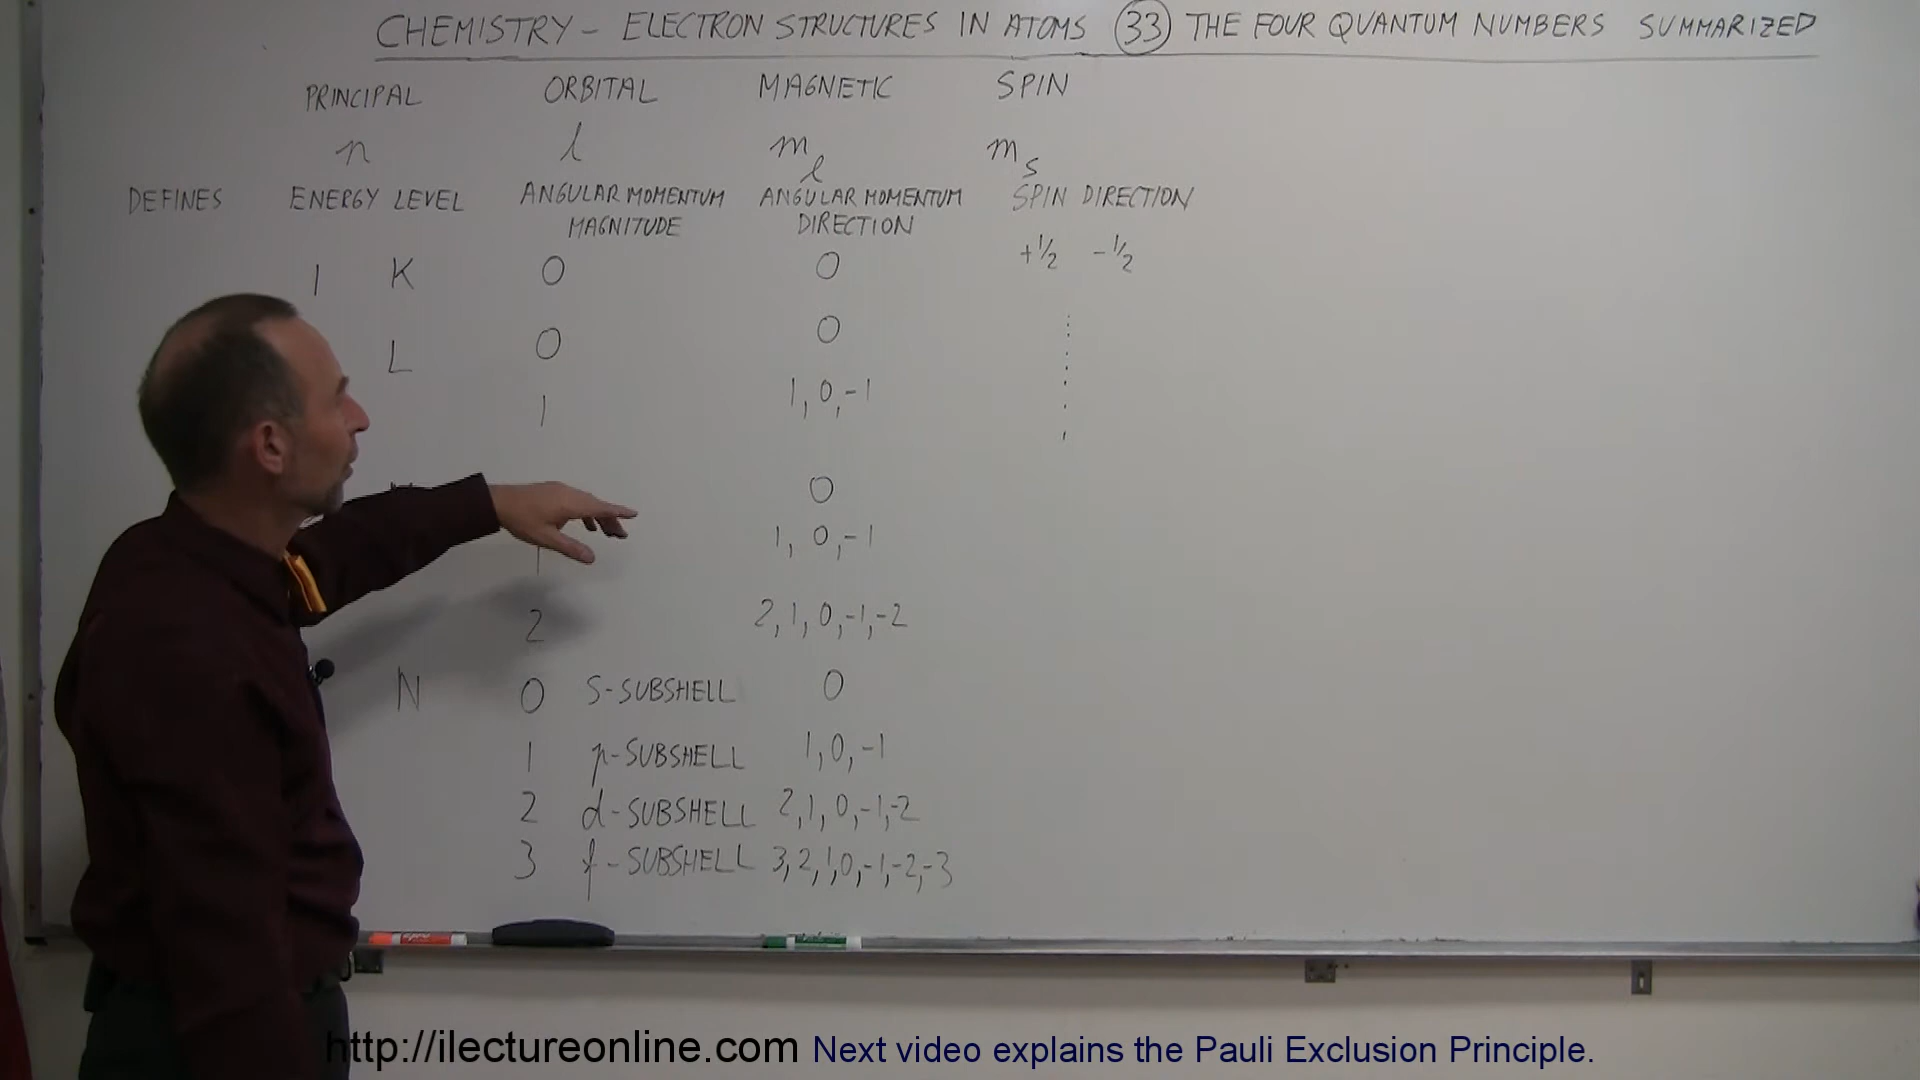 CHEMISTRY - ELECTRON STRUCTURES IN ATOMS (33) THE FOUR QUANTUM NUMBERS SUMMARIZED
PRINCIPAL ORBITAL MAGNETIC SPIN
n l m_l m_s
DEFINES ENERGY LEVEL ANGULAR MOMENTUM ANGULAR MOMENTUM SPIN DIRECTION
MAGNITUDE DIRECTION
+1/2 -1/2
1 K 0 0
L 0 0
1 1, 0, -1
0
1 1, 0, -1
2 2, 1, 0, -1, -2
N 0 S-SUBSHELL 0
1 p-SUBSHELL 1, 0, -1
2 d-SUBSHELL 2, 1, 0, -1, -2
3 f-SUBSHELL 3, 2, 1, 0, -1, -2, -3
http://ilectureonline.com Next video explains the Pauli Exclusion Principle.